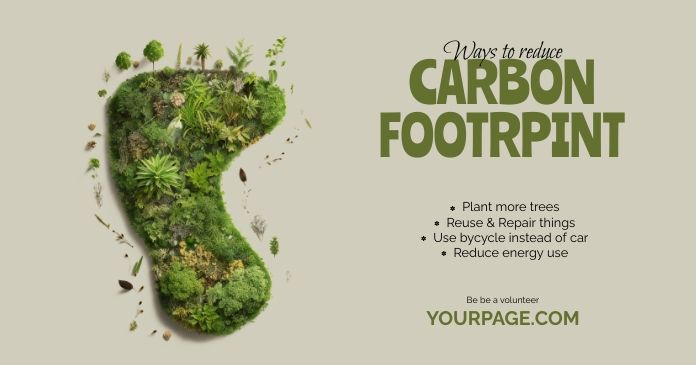 Ways to reduce
CARBON
FOOTRPINT
* Plant more trees
* Reuse & Repair things
* Use bycycle instead of car
* Reduce energy use
Be be a volunteer
YOURPAGE.COM